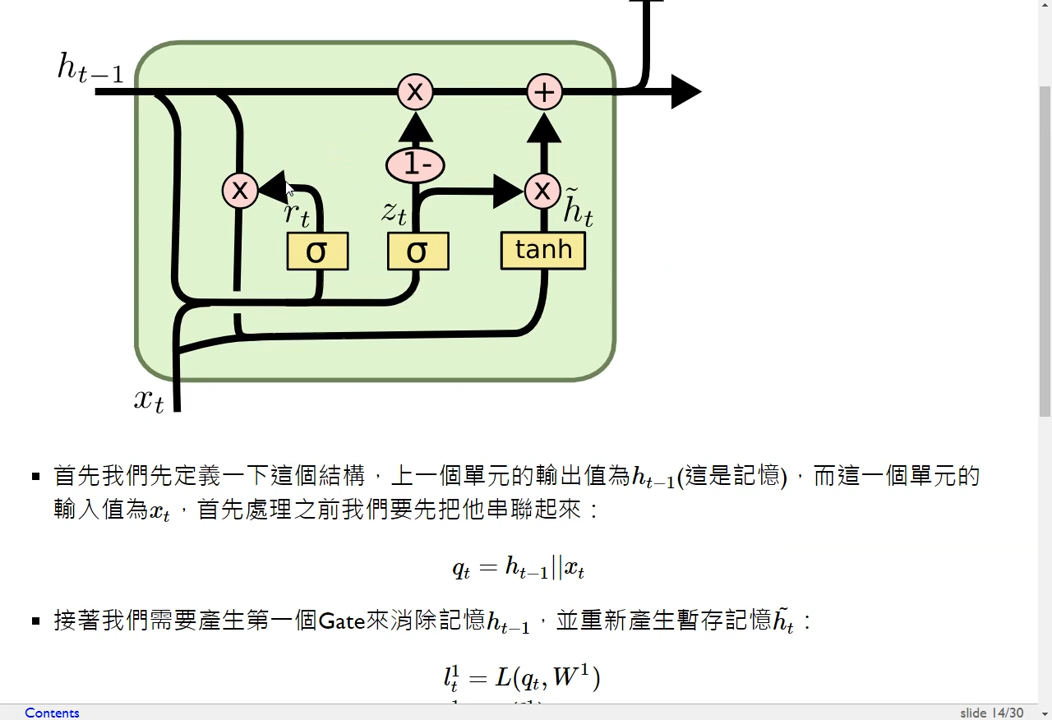 h_{t-1}
x
+
1-
x
x
r_t
z_t
\tilde{h}_t
σ
σ
tanh
x_t
首先我們先定義一下這個結構，上一個單元的輸出值為h_{t-1}(這是記憶)，而這一個單元的
輸入值為x_t，首先處理之前我們要先把他串聯起來：
q_t = h_{t-1}||x_t
接著我們需要產生第一個Gate來消除記憶h_{t-1}，並重新產生暫存記憶\tilde{h_t}：
l_t^1 = L(q_t, W^1)
Contents
slide 14/30